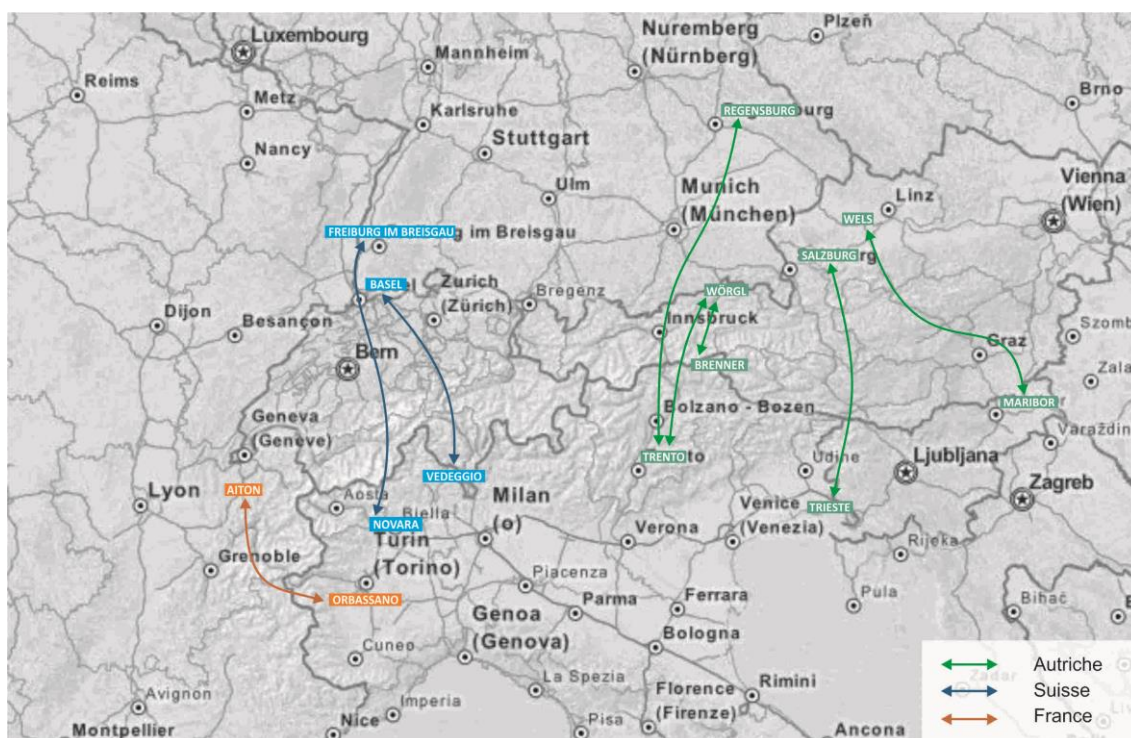 Luxembourg
Reims
Metz
Nancy
Mannheim
Karlsruhe
Stuttgart
Ulm
Nuremberg
(Nürnberg)
Plzeň
REGENSBURG
burg
Brno
Munich
(München)
Linz
WELS
Vienna
(Wien)
FREIBURG IM BREISGAU
g im Breisgau
SALZBURG
rg
BASEL
el
Zurich
(Zürich)
Bregenz
WÖRGL
Innsbruck
BRENNER
Dijon
Besançon
Bern
Graz
Szomb
Zala
MARIBOR
Varaždin
Geneva
(Genève)
Bolzano - Bozen
TRENTO
to
Udine
Ljubljana
Zagreb
VEDEGGIO
Lyon
AITON
Aosta
Biella
Milan
(o)
NOVARA
Turin
(Torino)
Verona
Venice
(Venezia)
TRIESTE
Rijeka
Grenoble
ORBASSANO
Piacenza
Parma
Ferrara
Pula
Bihać
Genoa
(Genova)
Bologna
Cuneo
La Spezia
Rimini
Zadar
Avignon
Imperia
Florence
(Firenze)
Montpellier
Nice
Pisa
Ancona
Autriche
Suisse
France